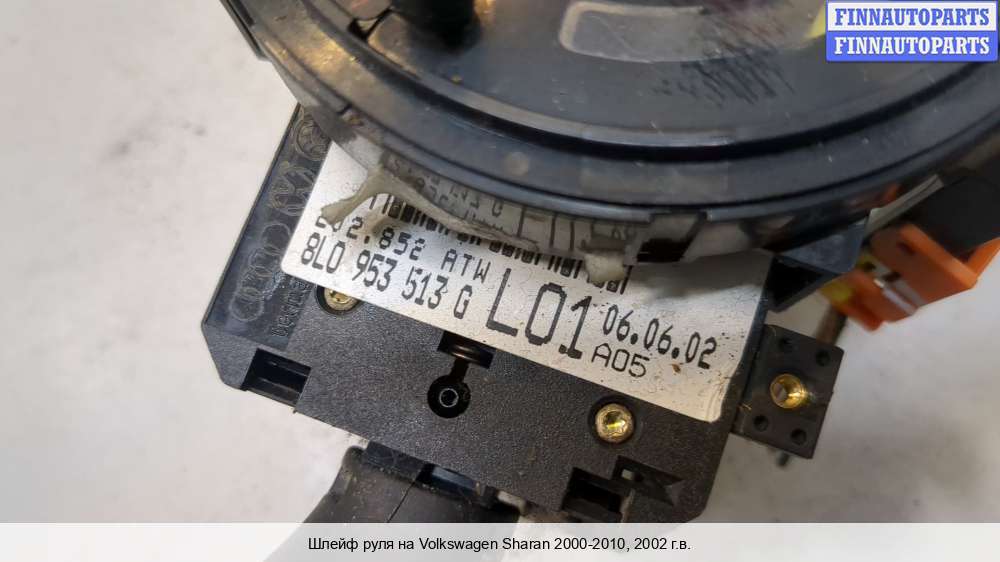 FINNAUTOPARTS
FINNAUTOPARTS
202.852 ATW
8L0 953 513 G
L01
06.06.02
A05
Шлейф руля на Volkswagen Sharan 2000-2010, 2002 г.в.